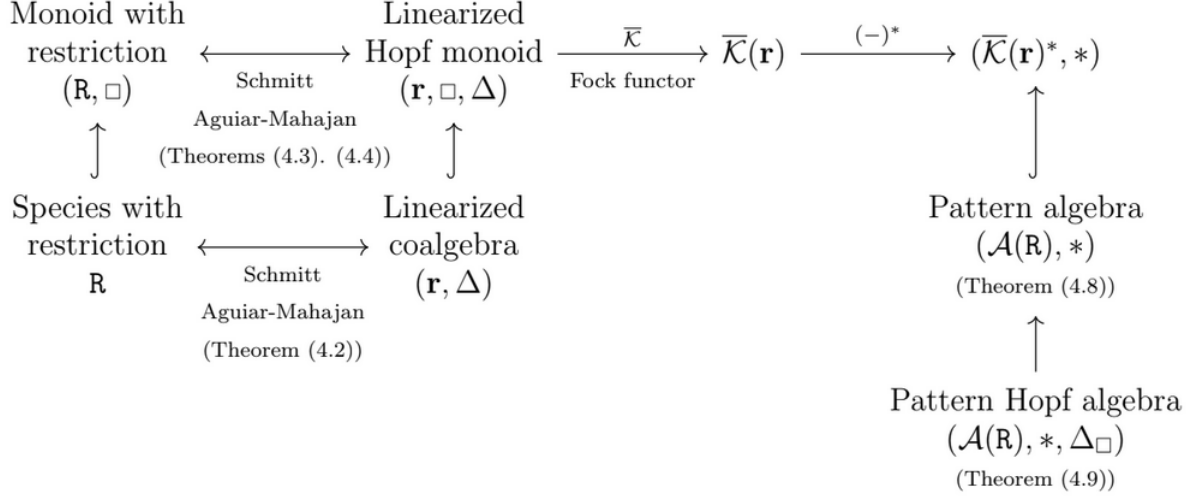 Monoid with
restriction
(R, □)
Schmitt
Aguiar-Mahajan
(Theorems (4.3). (4.4))
Linearized
Hopf monoid
(r, □, Δ)
K̅
Fock functor
K̅(r)
(−)*
(K̅(r)*, *)
Species with
restriction
R
Schmitt
Aguiar-Mahajan
(Theorem (4.2))
Linearized
coalgebra
(r, Δ)
Pattern algebra
(A(R), *)
(Theorem (4.8))
Pattern Hopf algebra
(A(R), *, Δ□)
(Theorem (4.9))